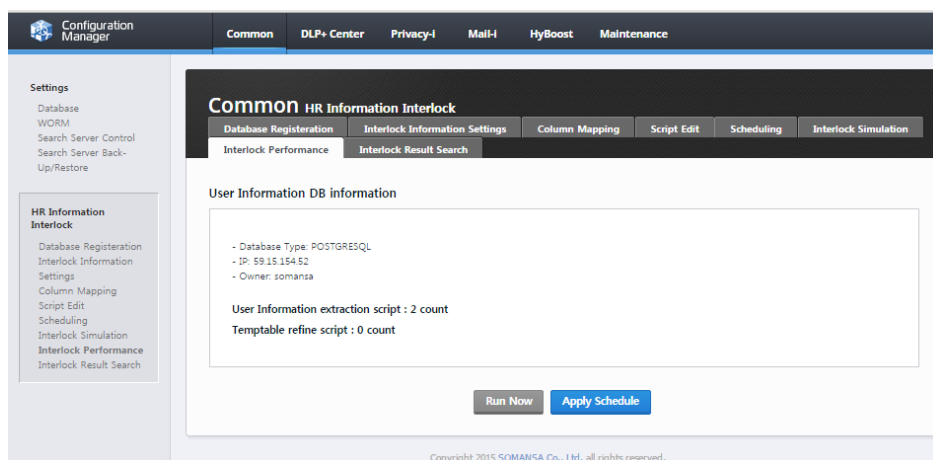 Configuration
Manager
Common DLP+ Center Privacy-i Mail-i HyBoost Maintenance
Settings
Database
WORM
Search Server Control
Search Server Back-
Up/Restore
HR Information
Interlock
Database Registeration
Interlock Information
Settings
Column Mapping
Script Edit
Scheduling
Interlock Simulation
Interlock Performance
Interlock Result Search
Common HR Information Interlock
Database Registeration Interlock Information Settings Column Mapping Script Edit Scheduling Interlock Simulation
Interlock Performance Interlock Result Search
User Information DB information
- Database Type: POSTGRESQL
- IP: 59.15.154.52
- Owner: somansa
User Information extraction script : 2 count
Temptable refine script : 0 count
Run Now Apply Schedule
Copyright 2015 SOMANSA Co., Ltd. all rights reserved.